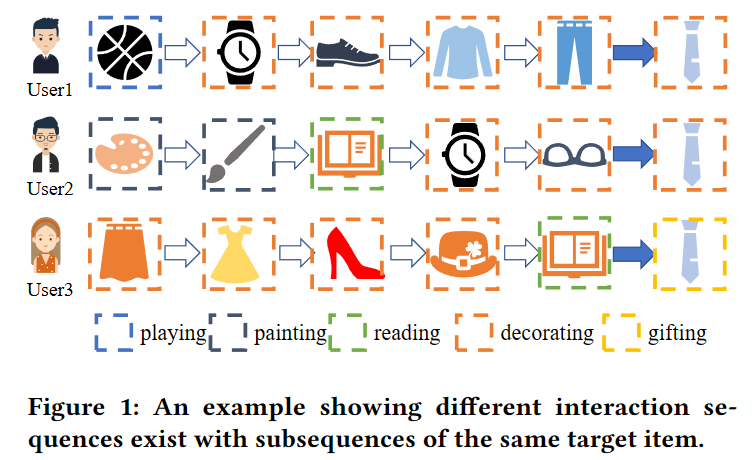 User1
User2
User3
playing painting reading decorating gifting
Figure 1: An example showing different interaction se-
quences exist with subsequences of the same target item.